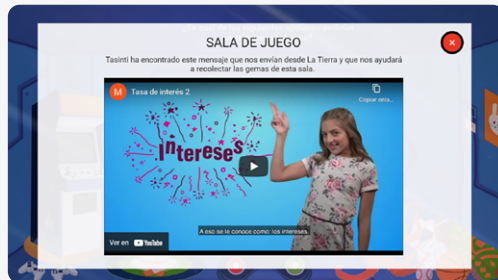 SALA DE JUEGO
Tasinti ha encontrado este mensaje que nos envían desde La Tierra y que nos ayudará
a recolectar las gemas de esta sala.
M Tasa de interés 2
Copiar enla...
Intereses
A eso se le conoce como: los intereses.
Ver en YouTube